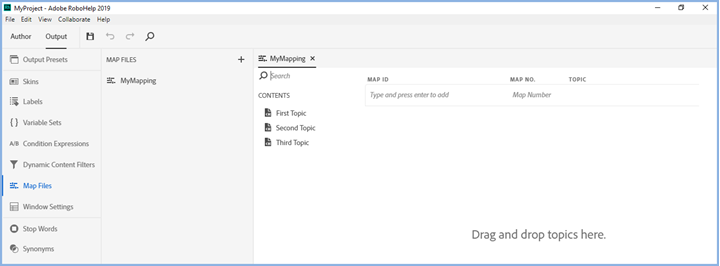 MyProject - Adobe RoboHelp 2019
File Edit View Collaborate Help
Author Output
Output Presets
Skins
Labels
{ } Variable Sets
A/B Condition Expressions
Dynamic Content Filters
Map Files
Window Settings
Stop Words
Synonyms
MAP FILES +
MyMapping
MyMapping ×
Search
CONTENTS
First Topic
Second Topic
Third Topic
MAP ID MAP NO. TOPIC
Type and press enter to add Map Number
Drag and drop topics here.